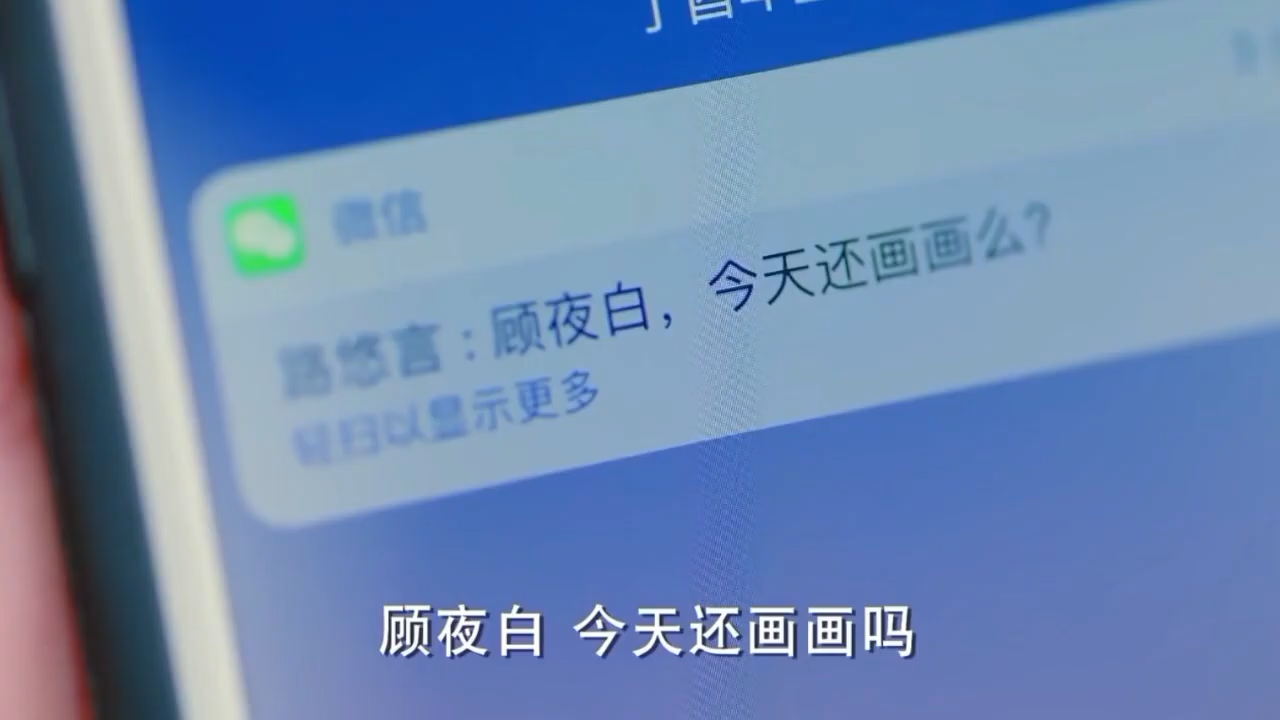 微信
路悠言：顾夜白，今天还画画么？
轻扫以显示更多
顾夜白 今天还画画吗